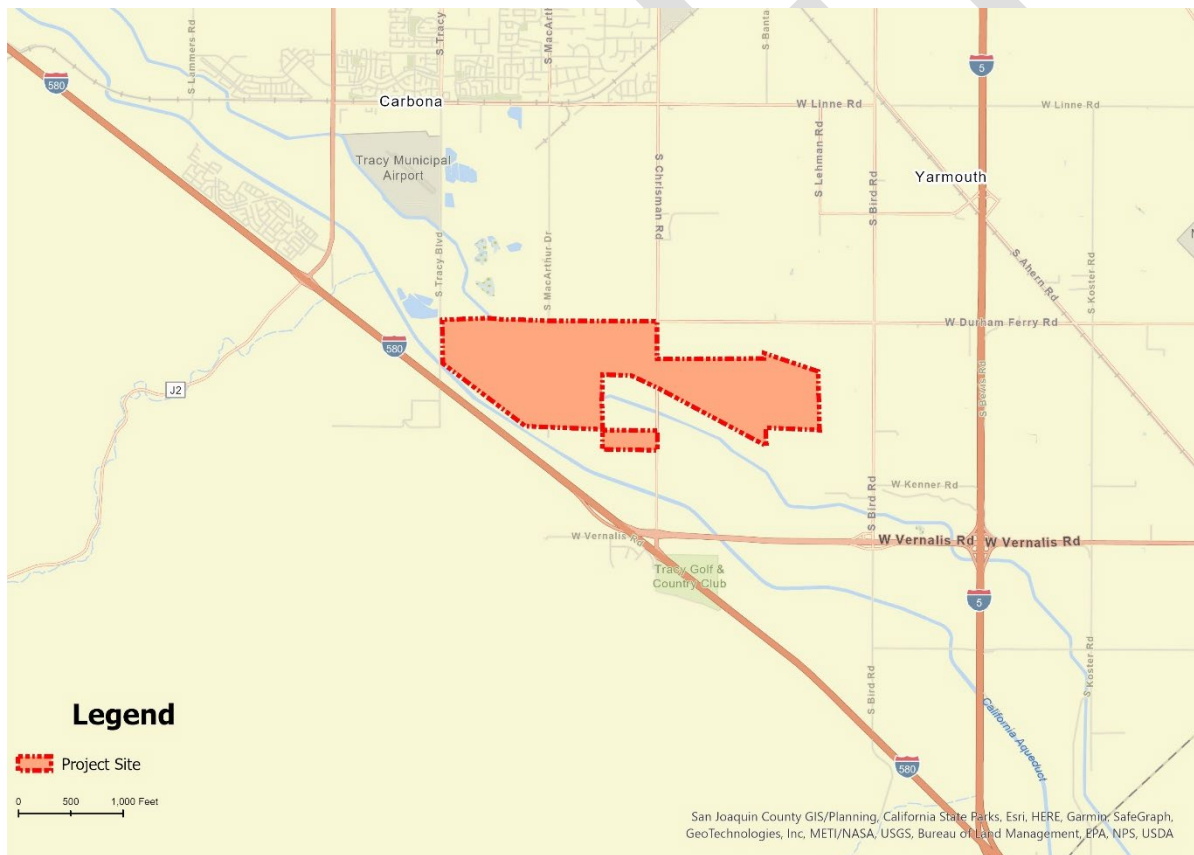 S Lammers Rd
S Tracy
S MacArth
S Banta
580
5
Carbona
W Linne Rd
W Linne Rd
Tracy Municipal
Airport
S Chrisman Rd
S Lehman Rd
S Bird Rd
Yarmouth
S Tracy Blvd
S MacArthur Dr
S Ahern Rd
S Koster Rd
W Durham Ferry Rd
580
J2
W Kenner Rd
S Bird Rd
W Vernalis Rd
W Vernalis Rd
W Vernalis Rd
Tracy Golf &
Country Club
5
S Bird Rd
S Koster Rd
California Aqueduct
580
Legend
Project Site
0 500 1,000 Feet
San Joaquin County GIS/Planning, California State Parks, Esri, HERE, Garmin, SafeGraph,
GeoTechnologies, Inc, METI/NASA, USGS, Bureau of Land Management, EPA, NPS, USDA